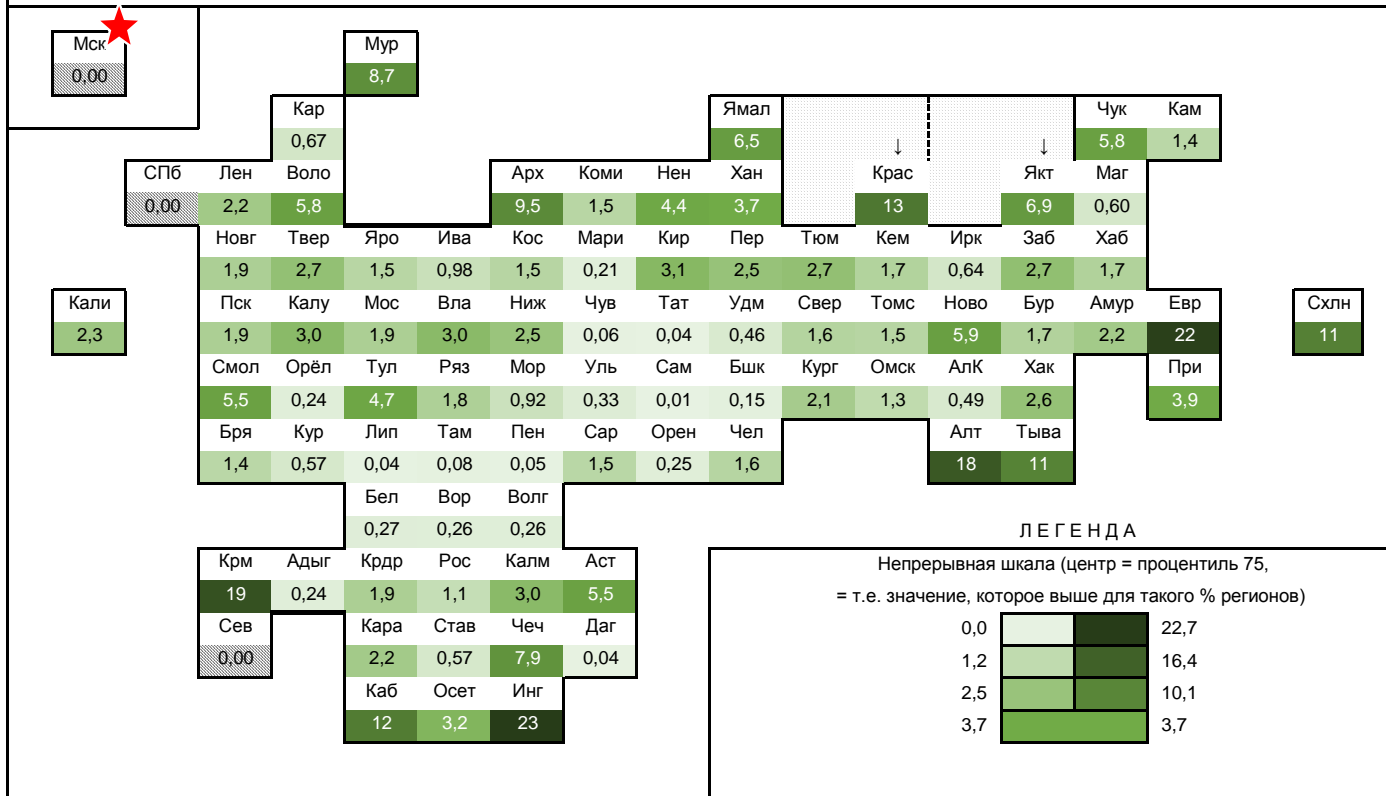 Мск Мур
0,00 8,7
Кар Ямал Чук Кам
0,67 6,5 ↓ ↓ 5,8 1,4
СПб Лен Воло Арх Коми Нен Хан Крас Якт Маг
0,00 2,2 5,8 9,5 1,5 4,4 3,7 13 6,9 0,60
Новг Твер Яро Ива Кос Мари Кир Пер Тюм Кем Ирк Заб Хаб
1,9 2,7 1,5 0,98 1,5 0,21 3,1 2,5 2,7 1,7 0,64 2,7 1,7
Кали Пск Калу Мос Вла Ниж Чув Тат Удм Свер Томс Ново Бур Амур Евр Схлн
2,3 1,9 3,0 1,9 3,0 2,5 0,06 0,04 0,46 1,6 1,5 5,9 1,7 2,2 22 11
Смол Орёл Тул Ряз Мор Уль Сам Бшк Кург Омск АлК Хак При
5,5 0,24 4,7 1,8 0,92 0,33 0,01 0,15 2,1 1,3 0,49 2,6 3,9
Бря Кур Лип Там Пен Сар Орен Чел Алт Тыва
1,4 0,57 0,04 0,08 0,05 1,5 0,25 1,6 18 11
Бел Вор Волг
0,27 0,26 0,26
ЛЕГЕНДА
Крм Адыг Крдр Рос Калм Аст Непрерывная шкала (центр = процентиль 75,
19 0,24 1,9 1,1 3,0 5,5 = т.е. значение, которое выше для такого % регионов)
Сев Кара Став Чеч Даг 0,0 22,7
0,00 2,2 0,57 7,9 0,04 1,2 16,4
Каб Осет Инг 2,5 10,1
12 3,2 23 3,7 3,7